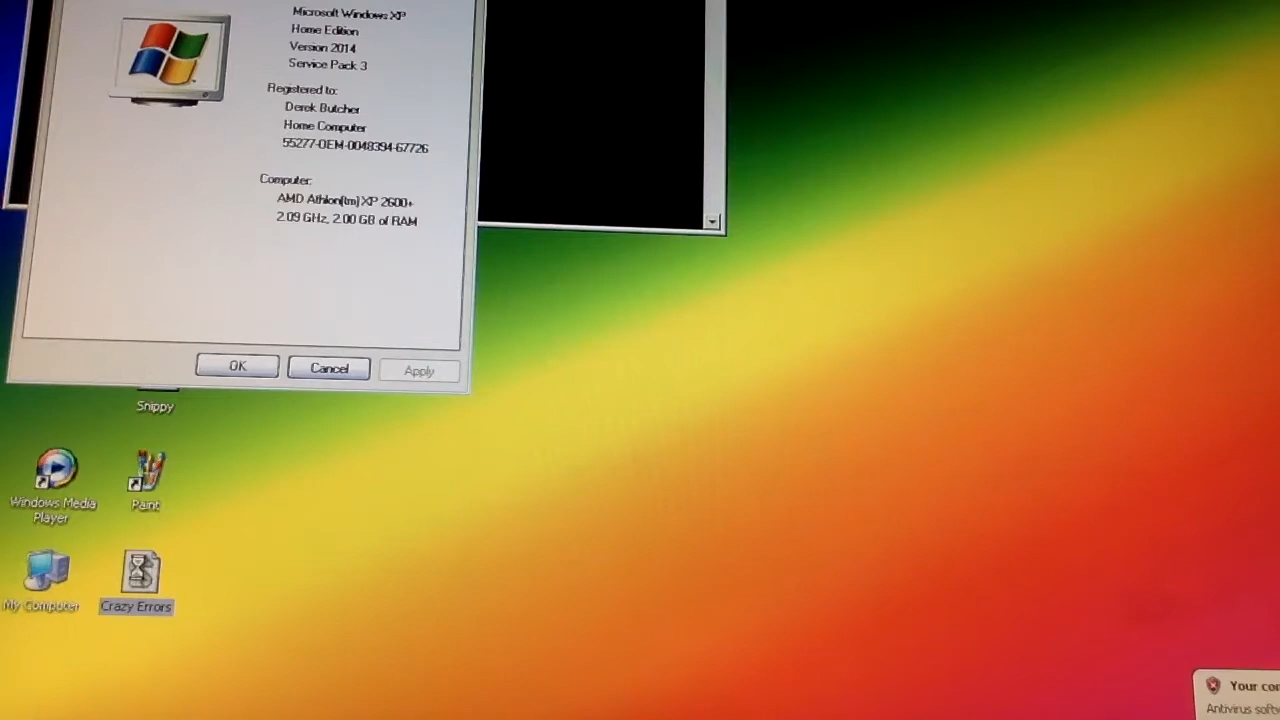 Microsoft Windows XP
Home Edition
Version 2014
Service Pack 3
Registered to:
Derek Butcher
Home Computer
55277-OEM-0048394-67726
Computer:
AMD Athlon(tm) XP 2600+
2.09 GHz, 2.00 GB of RAM
OK
Cancel
Apply
Snippy
Windows Media
Player
Paint
My Computer
Crazy Errors
Your
Antivirus